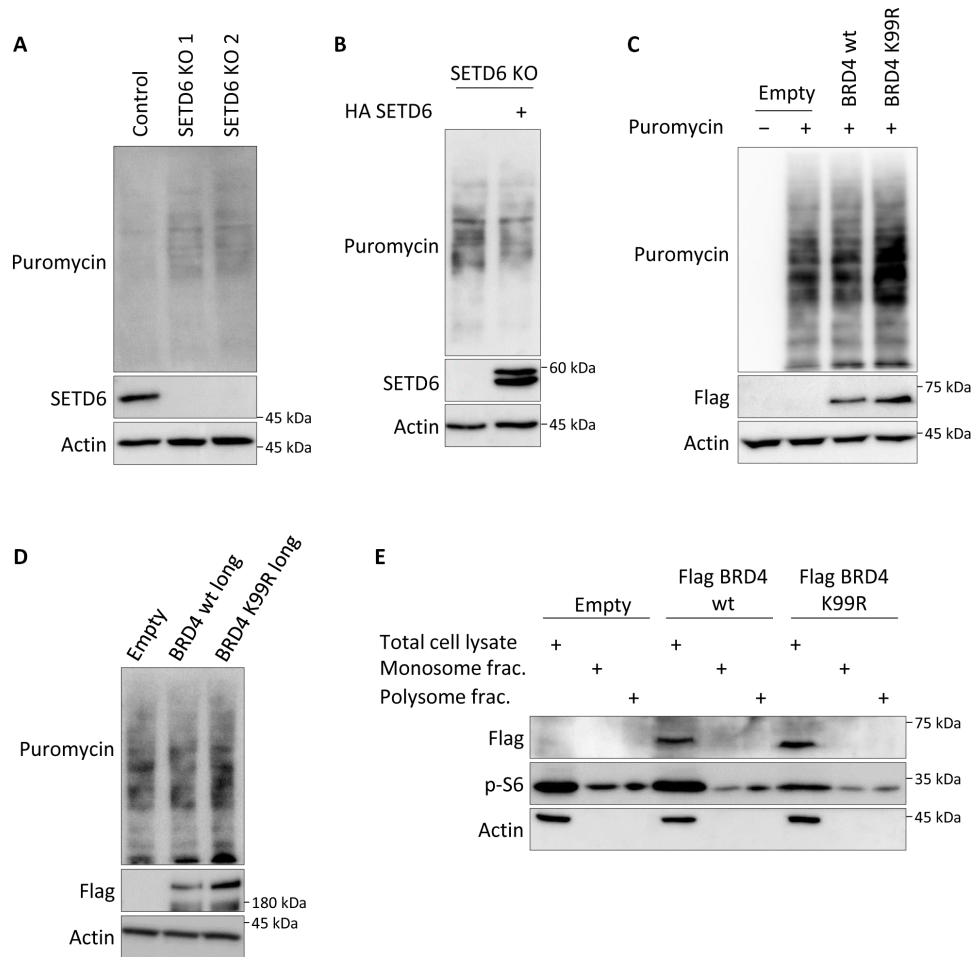 A
Control
SETD6 KO 1
SETD6 KO 2
Puromycin
SETD6
45 kDa
Actin
45 kDa
B
SETD6 KO
HA SETD6 +
Puromycin
60 kDa
SETD6
Actin
45 kDa
C
Empty
BRD4 wt
BRD4 K99R
Puromycin − + + +
Puromycin
75 kDa
Flag
45 kDa
Actin
D
Empty
BRD4 wt long
BRD4 K99R long
Puromycin
Flag
180 kDa
45 kDa
Actin
E
Empty
Flag BRD4
wt
Flag BRD4
K99R
Total cell lysate + + +
Monosome frac. + + +
Polysome frac. + + +
75 kDa
Flag
35 kDa
p-S6
45 kDa
Actin